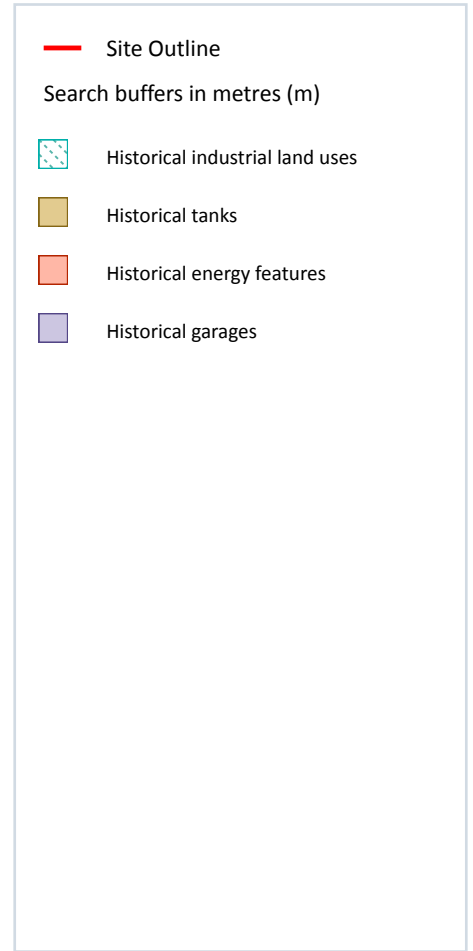 Site Outline
Search buffers in metres (m)
Historical industrial land uses
Historical tanks
Historical energy features
Historical garages